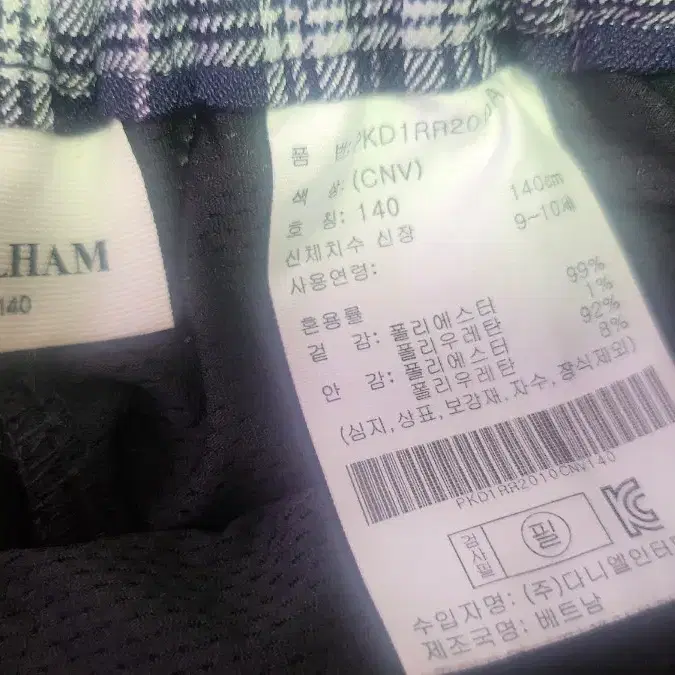 LHAM
140
품 번: PKD1RR20
색 상: (CNV)
호 칭: 140
신체치수 신장 140cm
사용연령: 9~10세
혼용률
겉 감: 폴리에스타 99%
폴리우레탄 1%
안 감: 폴리에스타 92%
폴리우레탄 8%
(심지, 상표, 보강재, 자수, 장식제외)
PKD1RR2010CNV140
검사필 필
수입자명: (주)다니엘인터
제조국명: 베트남